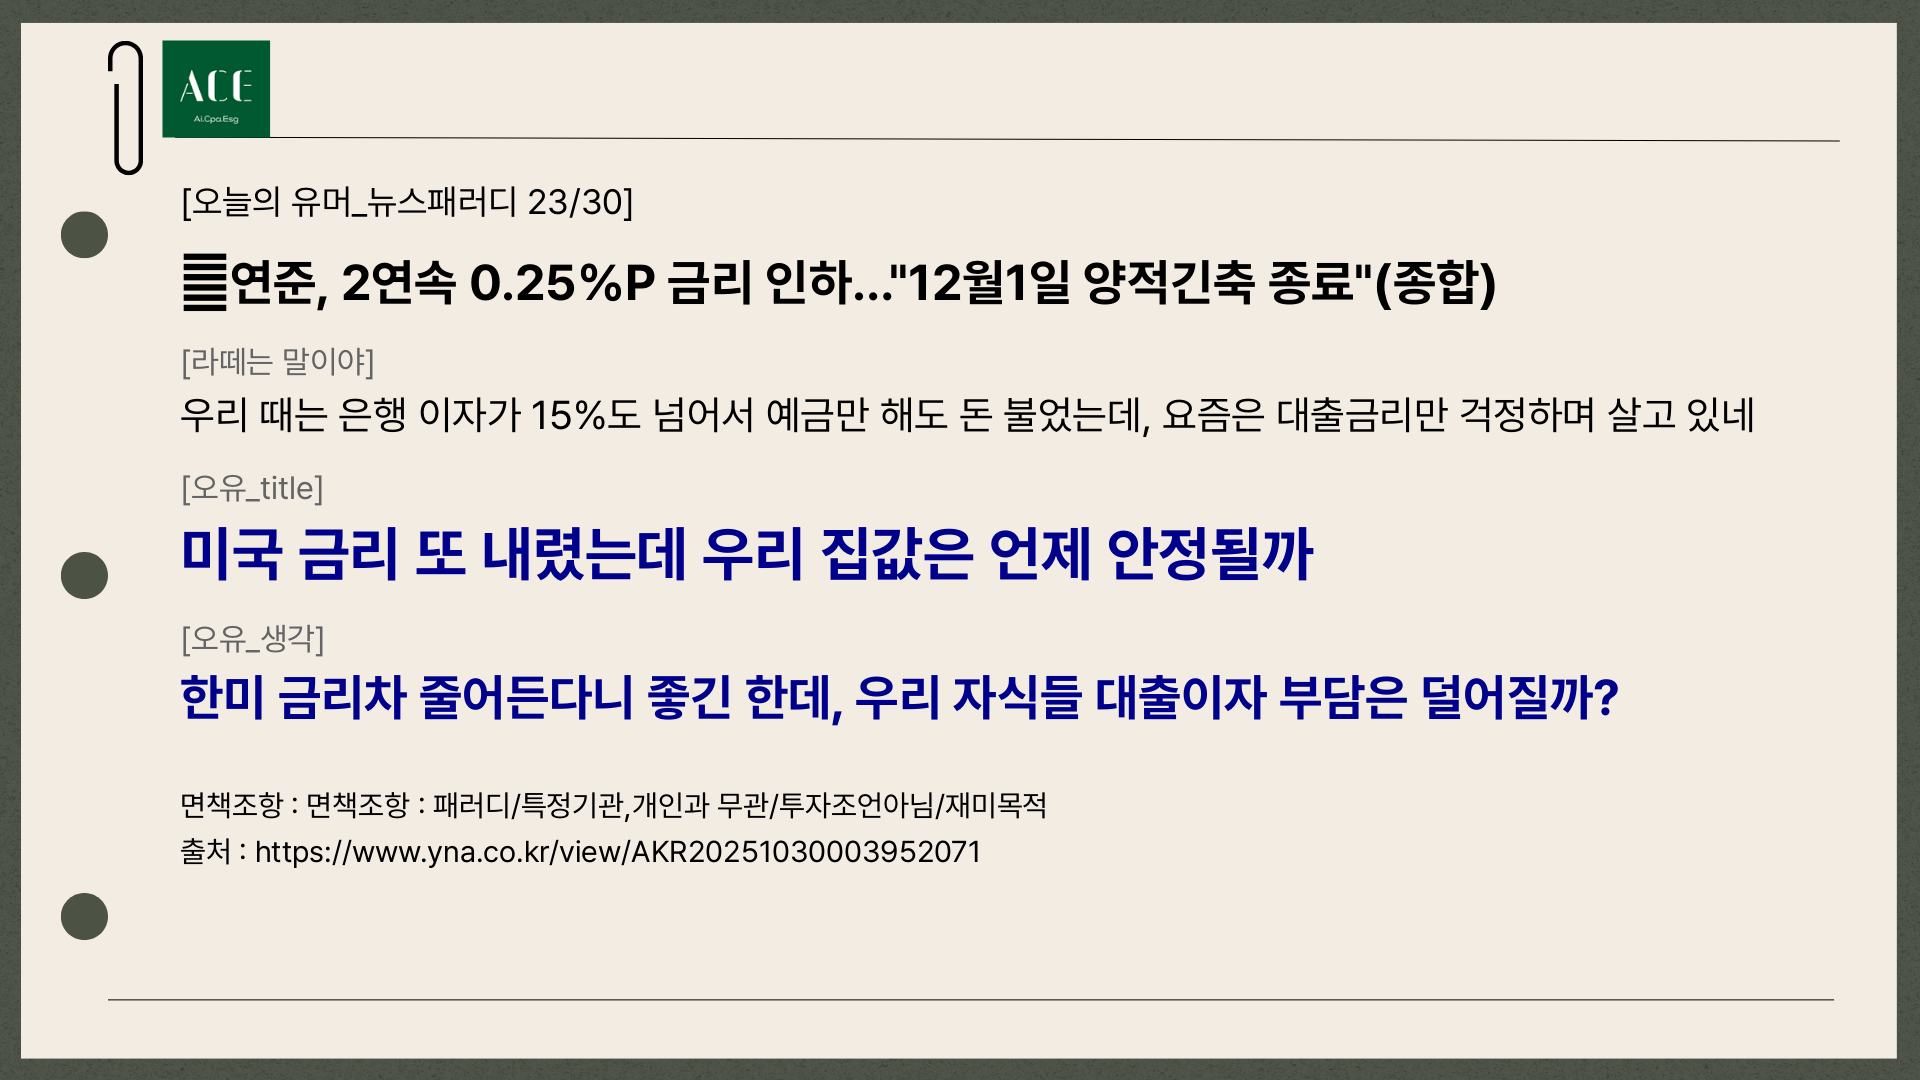 ACE
Ai.Cpa.Esg
[오늘의 유머_뉴스패러디 23/30]
䷀연준, 2연속 0.25%P 금리 인하..."12월1일 양적긴축 종료"(종합)
[라떼는 말이야]
우리 때는 은행 이자가 15%도 넘어서 예금만 해도 돈 불었는데, 요즘은 대출금리만 걱정하며 살고 있네
[오유_title]
미국 금리 또 내렸는데 우리 집값은 언제 안정될까
[오유_생각]
한미 금리차 줄어든다니 좋긴 한데, 우리 자식들 대출이자 부담은 덜어질까?
면책조항 : 면책조항 : 패러디/특정기관,개인과 무관/투자조언아님/재미목적
출처 : https://www.yna.co.kr/view/AKR20251030003952071